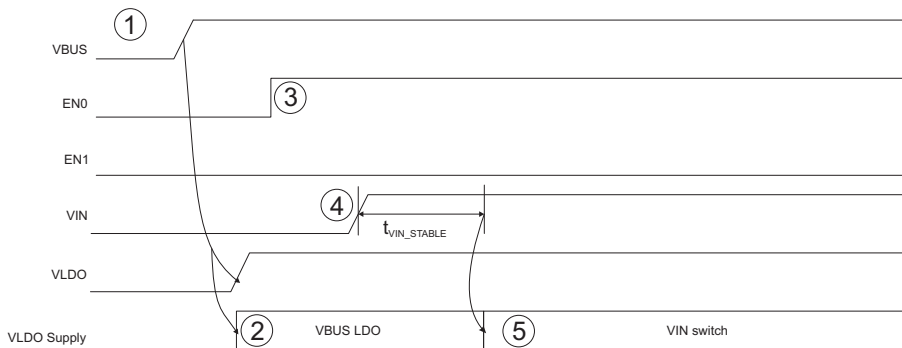 1
VBUS
EN0
3
EN1
VIN
4
tVIN_STABLE
VLDO
VLDO Supply
2
VBUS LDO
5
VIN switch